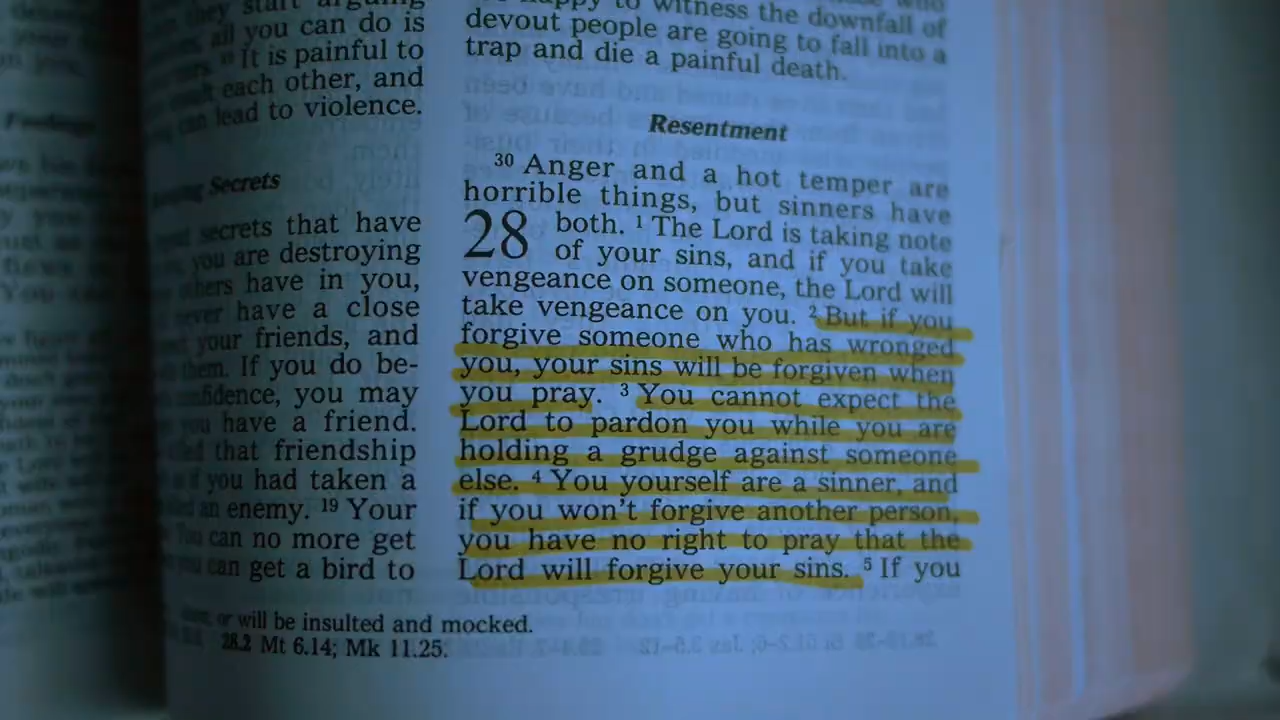 start arguing
all you can do is
It is painful to
each other, and
can lead to violence.
Secrets
secrets that have
you are destroying
others have in you,
never have a close
your friends, and
them. If you do be-
confidence, you may
you have a friend.
that friendship
if you had taken a
an enemy. 19 Your
You can no more get
you can get a bird to
happy to witness the downfall of
devout people are going to fall into a
trap and die a painful death.
Resentment
30 Anger and a hot temper are
horrible things, but sinners have
28 both. 1 The Lord is taking note
of your sins, and if you take
vengeance on someone, the Lord will
take vengeance on you. 2 But if you
forgive someone who has wronged
you, your sins will be forgiven when
you pray. 3 You cannot expect the
Lord to pardon you while you are
holding a grudge against someone
else. 4 You yourself are a sinner, and
if you won't forgive another person,
you have no right to pray that the
Lord will forgive your sins. 5 If you
or will be insulted and mocked.
28.2 Mt 6.14; Mk 11.25.